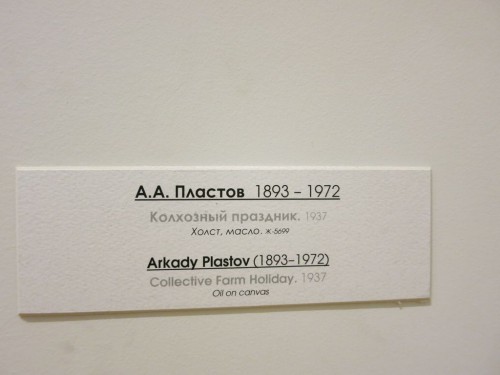 А.А. Пластов 1893 – 1972
Колхозный праздник. 1937
Холст, масло. Ж-5699
Arkady Plastov (1893–1972)
Collective Farm Holiday. 1937
Oil on canvas